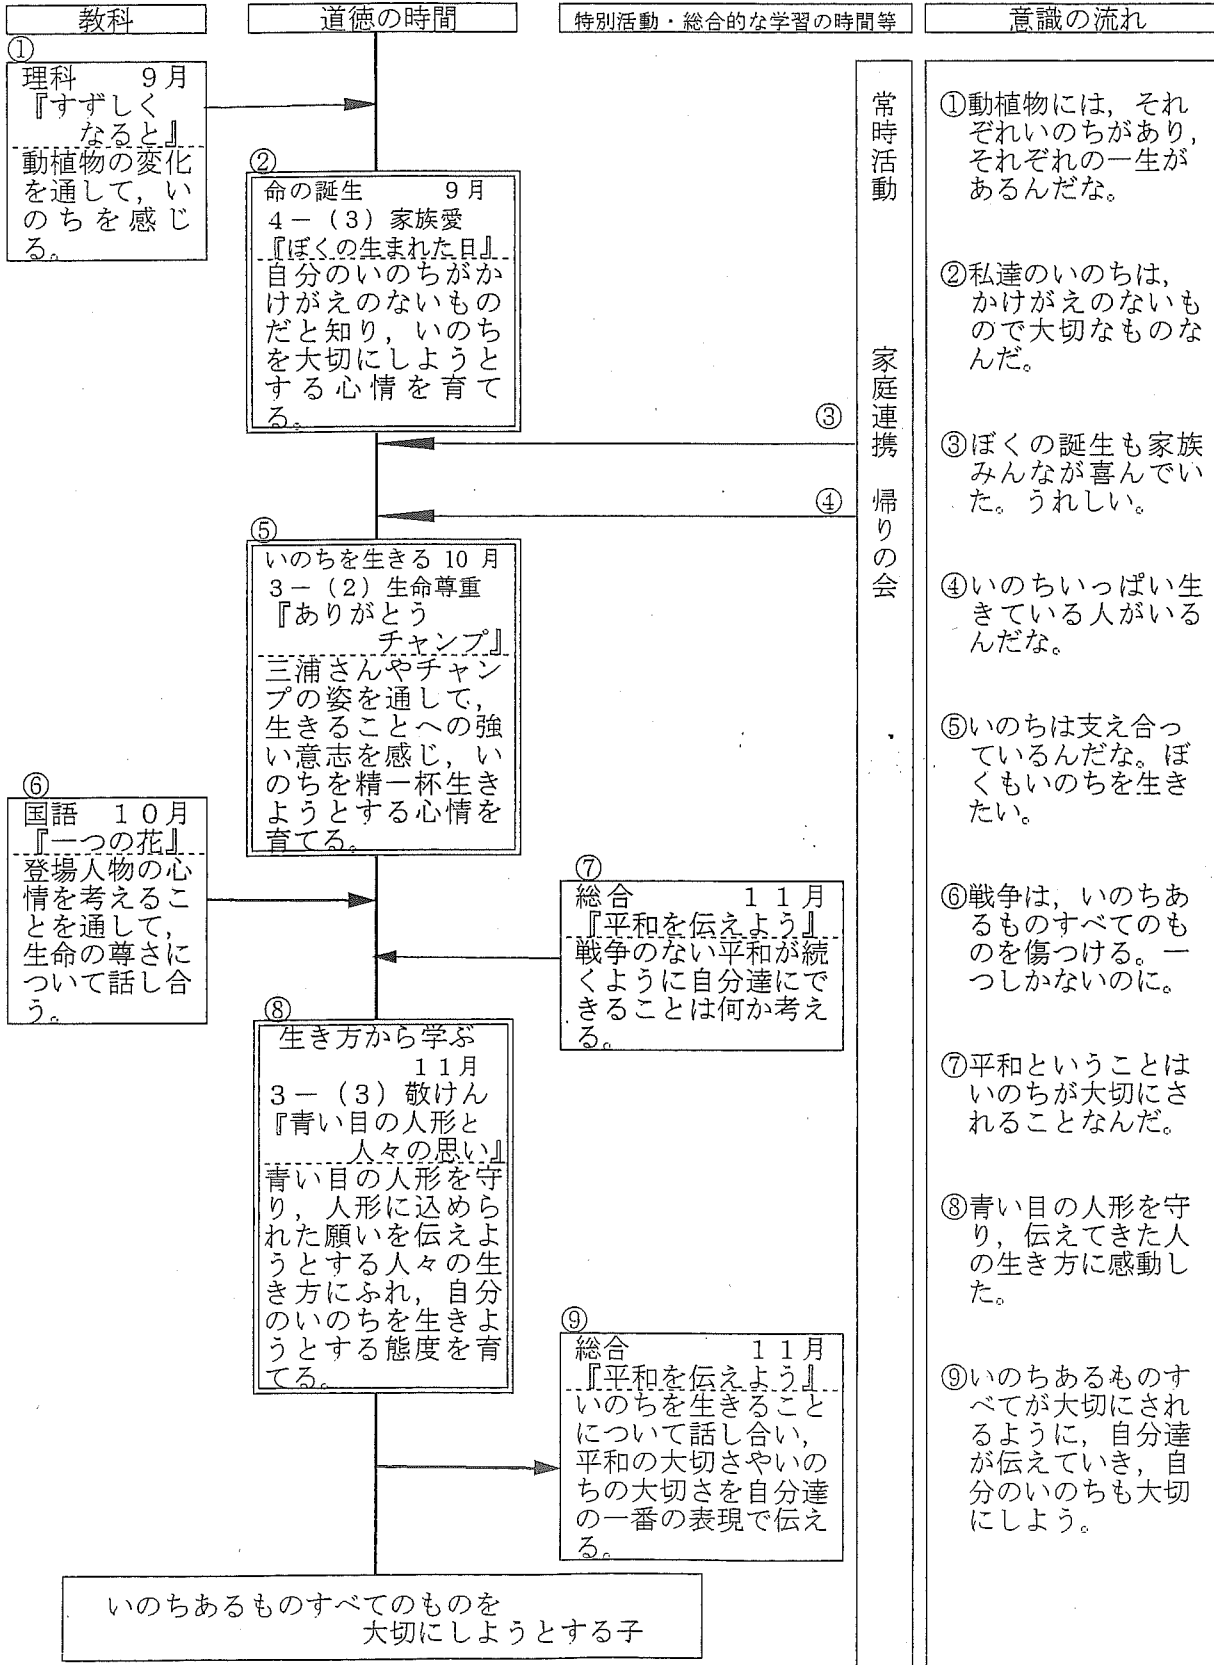 教科
道徳の時間
特別活動・総合的な学習の時間等
意識の流れ
①
理科　9月
『すずしく
なると』
動植物の変化
を通して，い
のちを感じ
る。
②
命の誕生　9月
4－（3）家族愛
『ぼくの生まれた日』
自分のいのちがか
けがえのないもの
だと知り，いのち
を大切にしようと
する心情を育て
る。
③
④
⑤
いのちを生きる 10 月
3－（2）生命尊重
『ありがとう
チャンプ』
三浦さんやチャン
プの姿を通して，
生きることへの強
い意志を感じ，い
のちを精一杯生き
ようとする心情を
育てる。
⑥
国語　10月
『一つの花』
登場人物の心
情を考えるこ
とを通して，
生命の尊さに
ついて話し合
う。
⑦
総合　11月
『平和を伝えよう』
戦争のない平和が続
くように自分達にで
きることは何か考え
る。
⑧
生き方から学ぶ
11月
3－（3）敬けん
『青い目の人形と
人々の思い』
青い目の人形を守
り，人形に込めら
れた願いを伝えよ
うとする人々の生
き方にふれ，自分
のいのちを生きよ
うとする態度を育
てる。
⑨
総合　11月
『平和を伝えよう』
いのちを生きること
について話し合い，
平和の大切さやいの
ちの大切さを自分達
の一番の表現で伝え
る。
いのちあるものすべてのものを
大切にしようとする子
常時活動　家庭連携　帰りの会
①動植物には，それ
ぞれいのちがあり，
それぞれの一生が
あるんだな。
②私達のいのちは，
かけがえのないも
ので大切なものな
んだ。
③ぼくの誕生も家族
みんなが喜んでい
た。うれしい。
④いのちいっぱい生
きている人がいる
んだな。
⑤いのちは支え合っ
ているんだな。ぼ
くもいのちを生き
たい。
⑥戦争は，いのちあ
るものすべてのも
のを傷つける。一
つしかないのに。
⑦平和ということは
いのちが大切にさ
れることなんだ。
⑧青い目の人形を守
り，伝えてきた人
の生き方に感動し
た。
⑨いのちあるものす
べてが大切にされ
るように，自分達
が伝えていき，自
分のいのちも大切
にしよう。